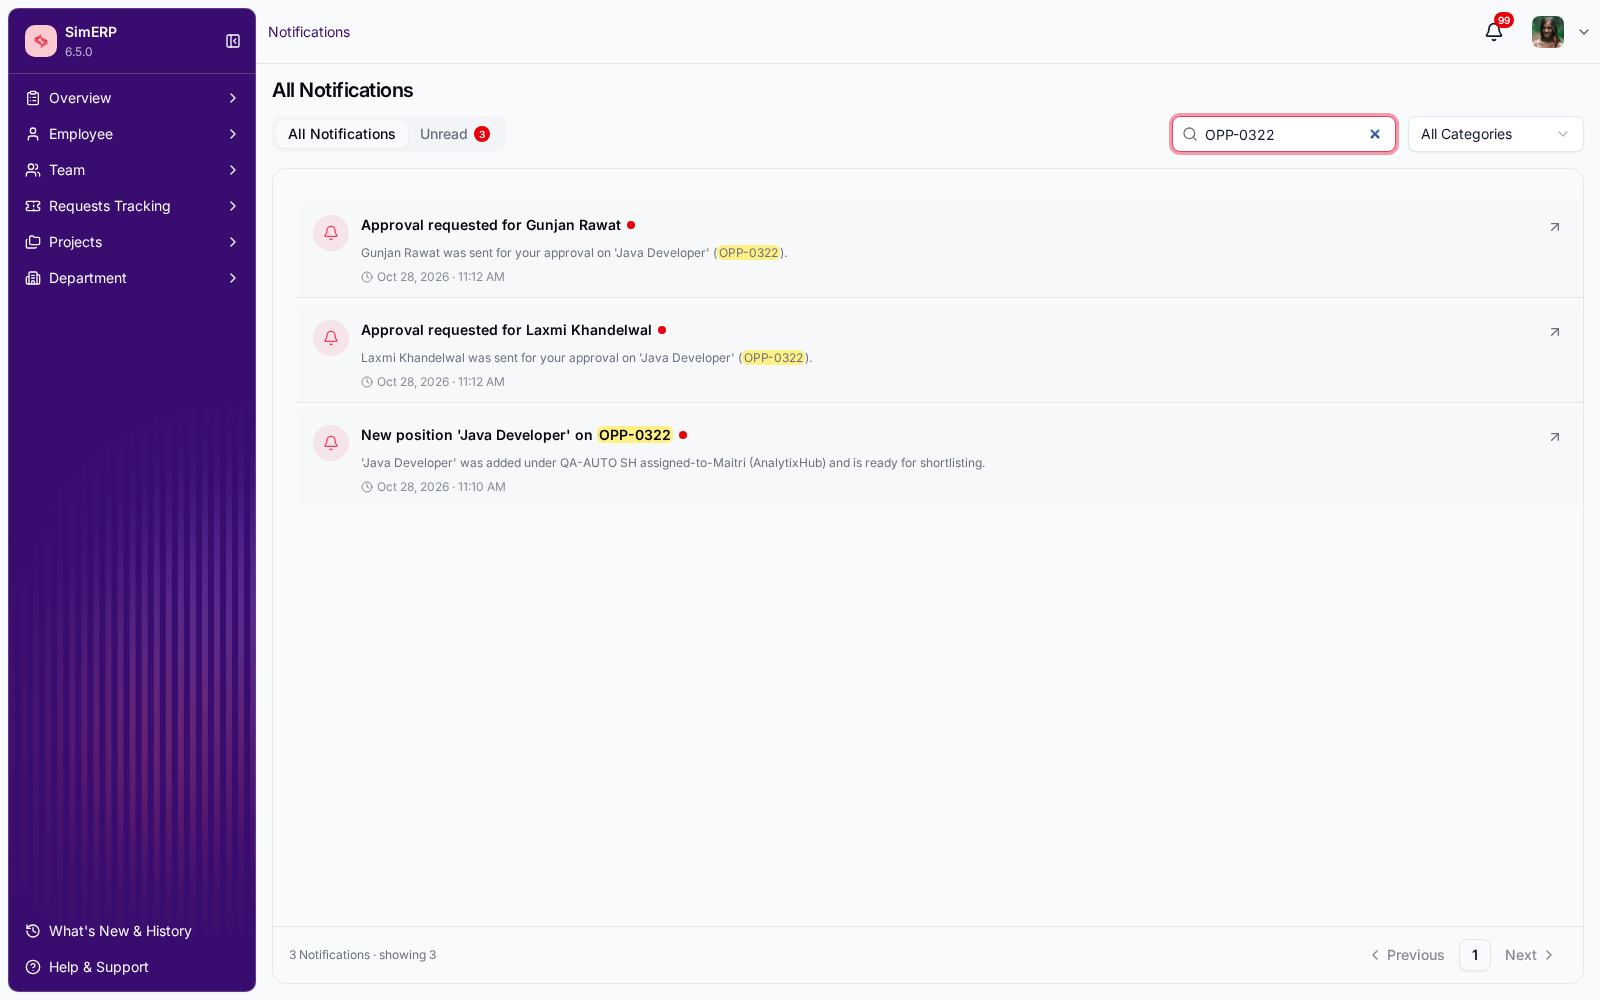 SimERP
6.5.0
Overview
Employee
Team
Requests Tracking
Projects
Department
What's New & History
Help & Support
Notifications
99
All Notifications
All Notifications
Unread 3
OPP-0322
All Categories
Approval requested for Gunjan Rawat
Gunjan Rawat was sent for your approval on 'Java Developer' (OPP-0322).
Oct 28, 2026 · 11:12 AM
Approval requested for Laxmi Khandelwal
Laxmi Khandelwal was sent for your approval on 'Java Developer' (OPP-0322).
Oct 28, 2026 · 11:12 AM
New position 'Java Developer' on OPP-0322
'Java Developer' was added under QA-AUTO SH assigned-to-Maitri (AnalytixHub) and is ready for shortlisting.
Oct 28, 2026 · 11:10 AM
3 Notifications · showing 3
Previous
1
Next